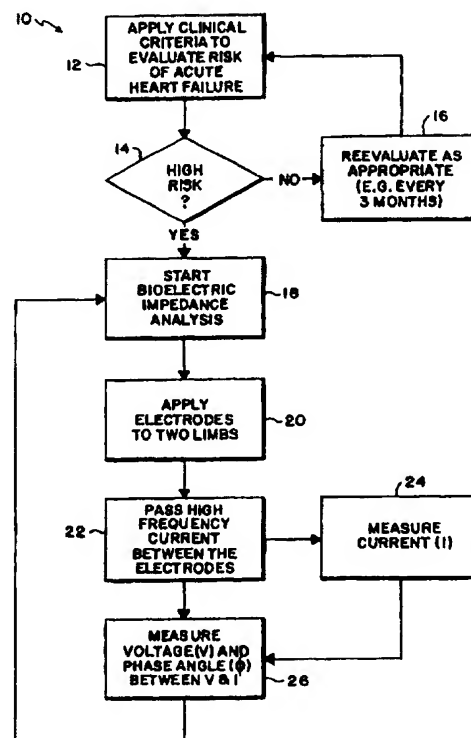 10
APPLY CLINICAL
CRITERIA TO
EVALUATE RISK
OF ACUTE
HEART FAILURE
12
14
HIGH
RISK
?
NO
YES
16
REEVALUATE AS
APPROPRIATE
(E.G. EVERY
3 MONTHS)
START
BIOELECTRIC
IMPEDANCE
ANALYSIS
18
APPLY
ELECTRODES
TO TWO LIMBS
20
22
PASS HIGH
FREQUENCY
CURRENT
BETWEEN THE
ELECTRODES
24
MEASURE
CURRENT (I)
MEASURE
VOLTAGE(V) AND
PHASE ANGLE (ϕ)
BETWEEN V & I
26